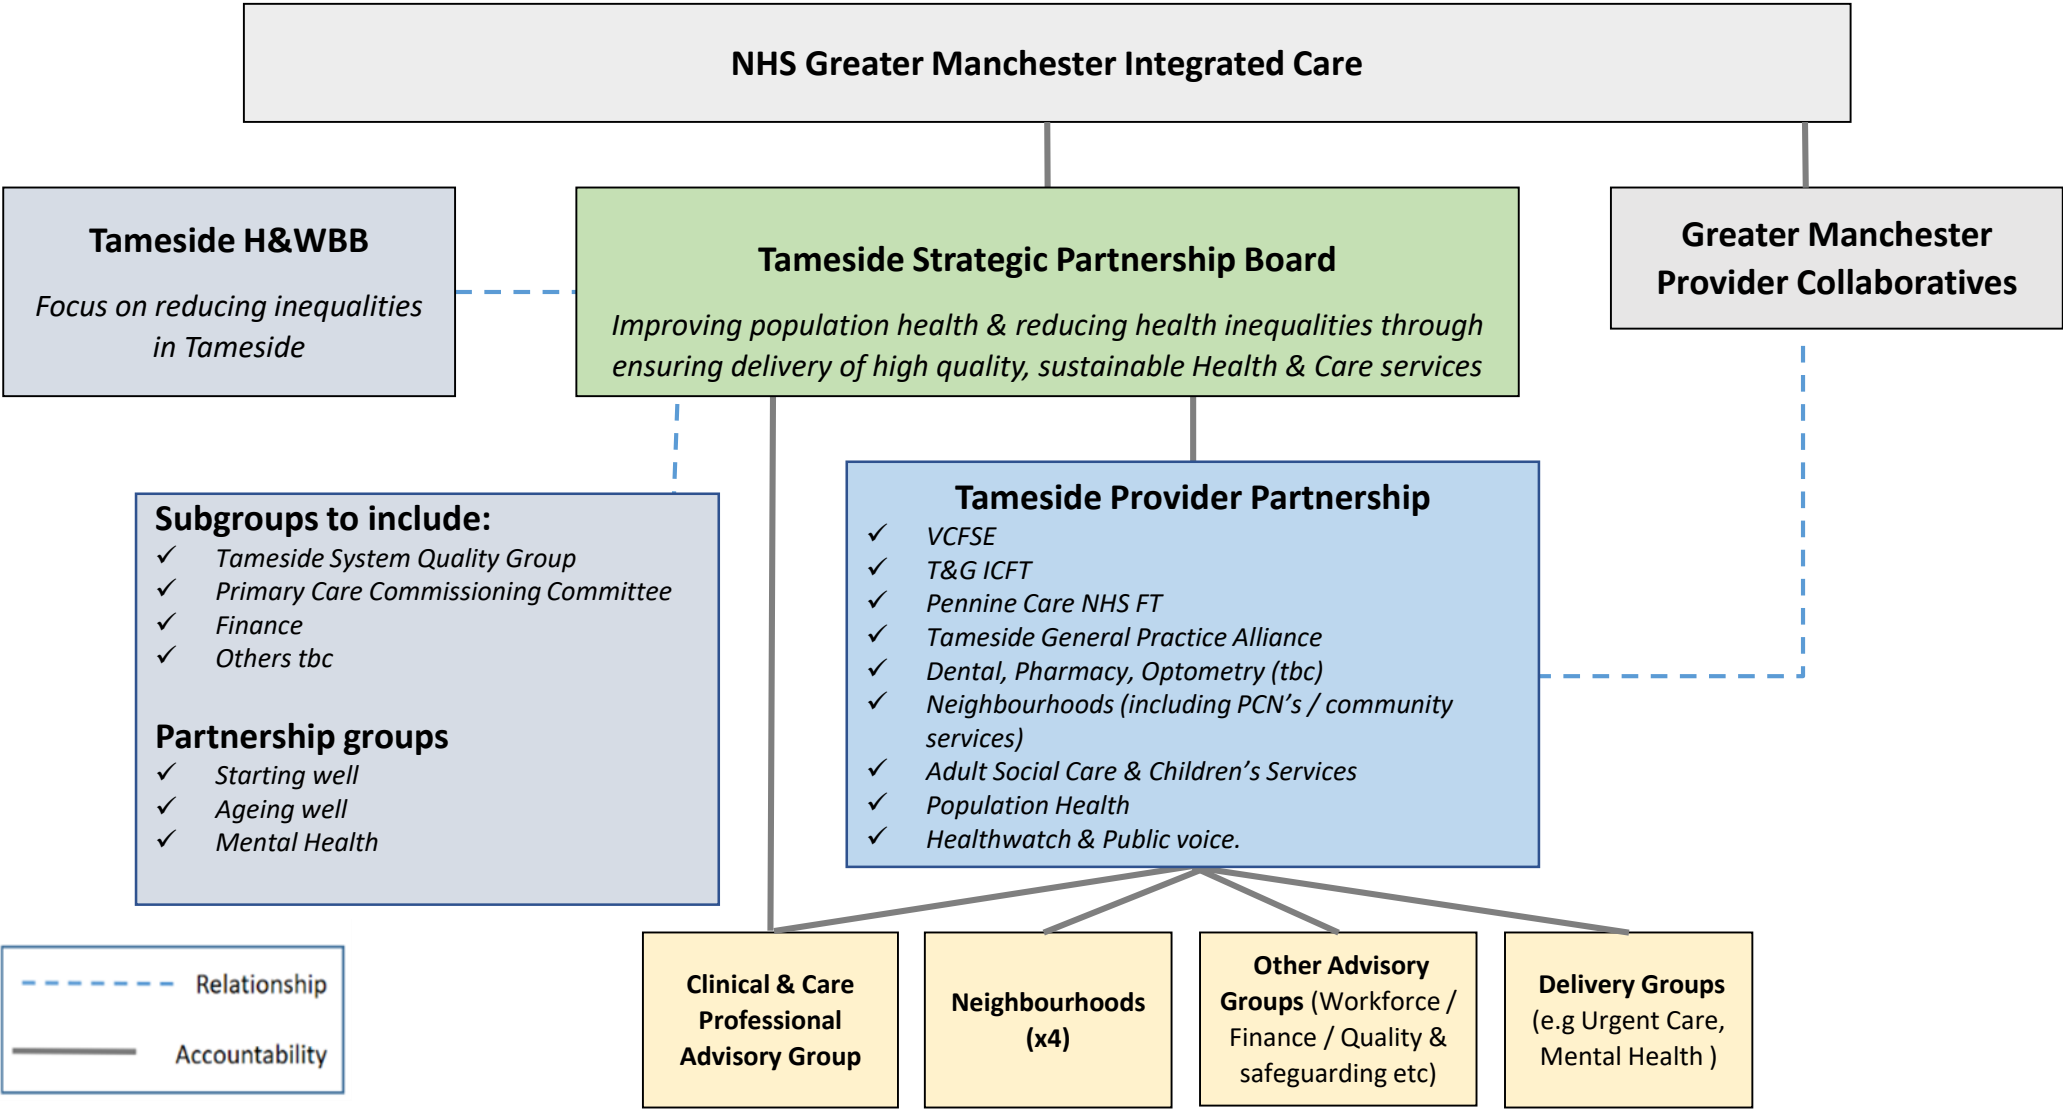 NHS Greater Manchester Integrated Care
Tameside H&WBB
Focus on reducing inequalities
in Tameside
Tameside Strategic Partnership Board
Improving population health & reducing health inequalities through
ensuring delivery of high quality, sustainable Health & Care services
Greater Manchester
Provider Collaboratives
Subgroups to include:
✓ Tameside System Quality Group
✓ Primary Care Commissioning Committee
✓ Finance
✓ Others tbc
Partnership groups
✓ Starting well
✓ Ageing well
✓ Mental Health
Tameside Provider Partnership
✓ VCFSE
✓ T&G ICFT
✓ Pennine Care NHS FT
✓ Tameside General Practice Alliance
✓ Dental, Pharmacy, Optometry (tbc)
✓ Neighbourhoods (including PCN’s / community
services)
✓ Adult Social Care & Children’s Services
✓ Population Health
✓ Healthwatch & Public voice.
Relationship
Accountability
Clinical & Care
Professional
Advisory Group
Neighbourhoods
(x4)
Other Advisory
Groups (Workforce /
Finance / Quality &
safeguarding etc)
Delivery Groups
(e.g Urgent Care,
Mental Health )